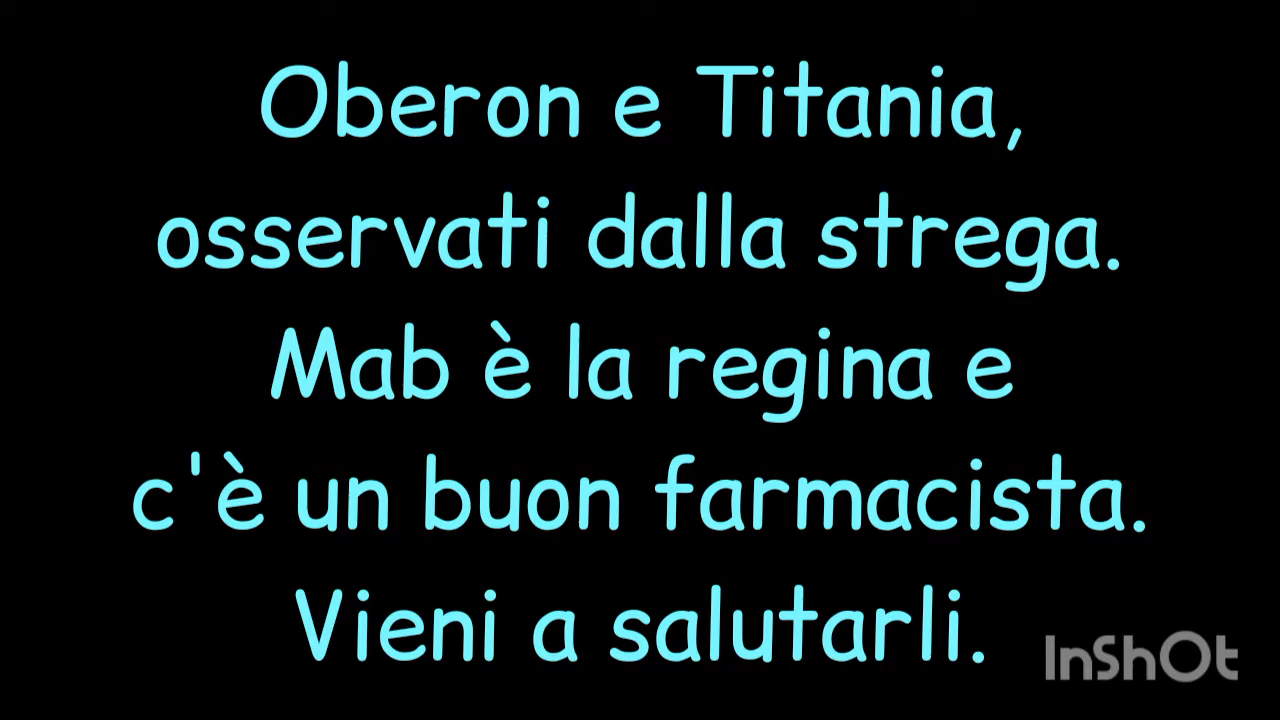 Oberon e Titania,
osservati dalla strega.
Mab è la regina e
c'è un buon farmacista.
Vieni a salutarli.
InShOt